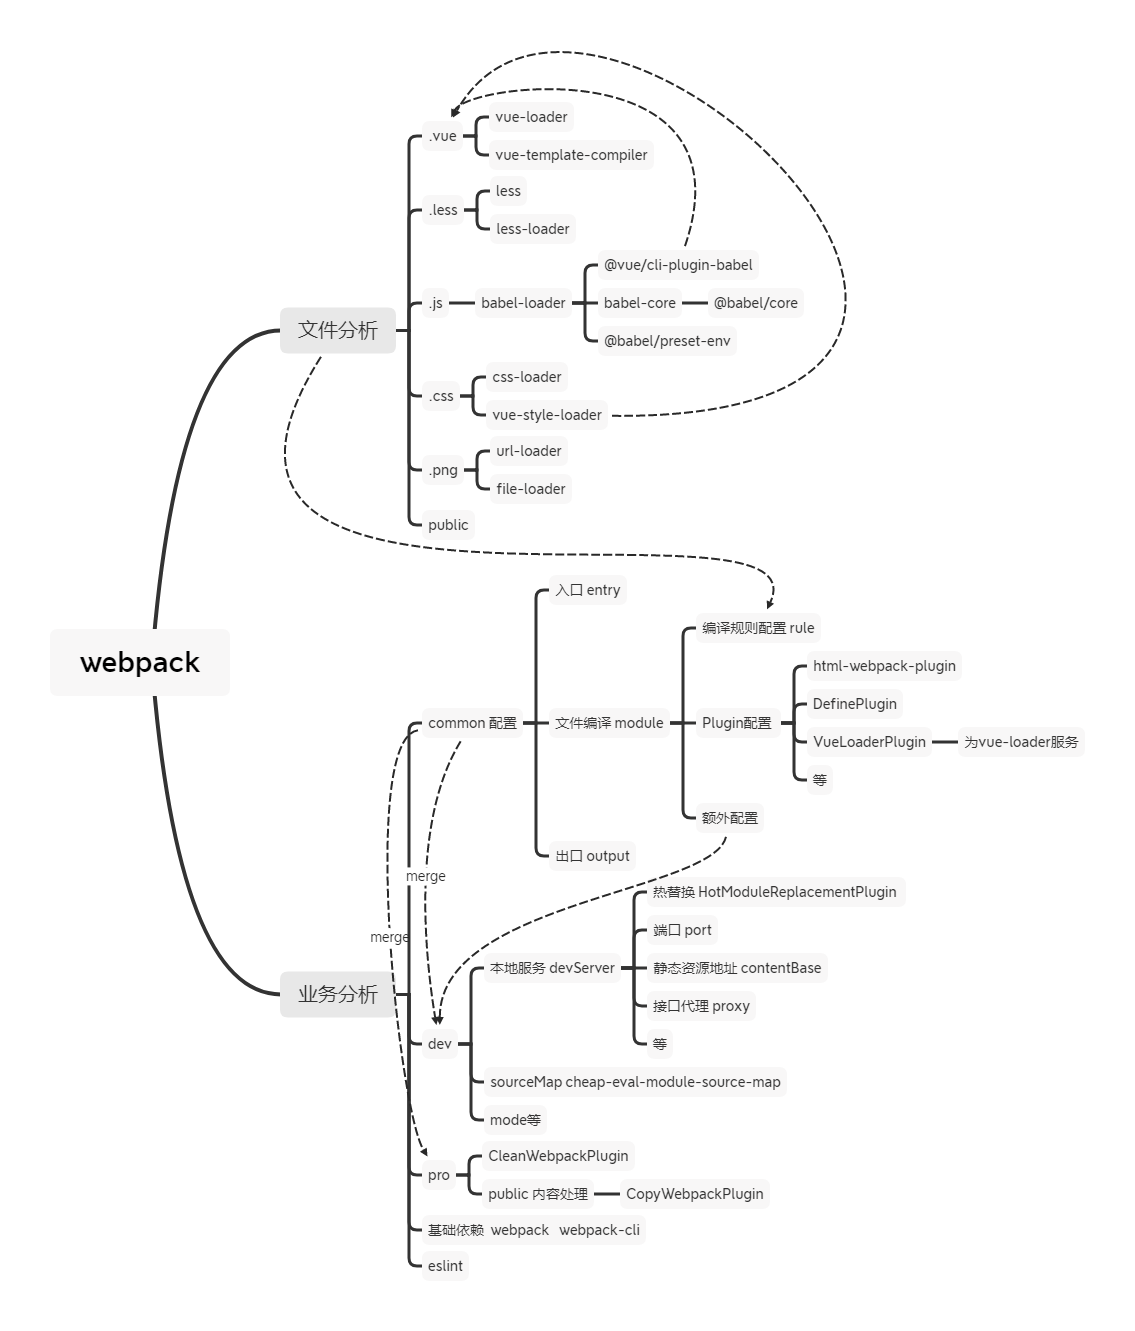 webpack
文件分析
.vue
vue-loader
vue-template-compiler
.less
less
less-loader
.js
babel-loader
@vue/cli-plugin-babel
babel-core
@babel/core
@babel/preset-env
.css
css-loader
vue-style-loader
.png
url-loader
file-loader
public
业务分析
common 配置
入口 entry
文件编译 module
编译规则配置 rule
Plugin配置
html-webpack-plugin
DefinePlugin
VueLoaderPlugin
为vue-loader服务
等
额外配置
出口 output
merge
merge
dev
本地服务 devServer
热替换 HotModuleReplacementPlugin
端口 port
静态资源地址 contentBase
接口代理 proxy
等
sourceMap cheap-eval-module-source-map
mode等
pro
CleanWebpackPlugin
public 内容处理
CopyWebpackPlugin
基础依赖 webpack webpack-cli
eslint